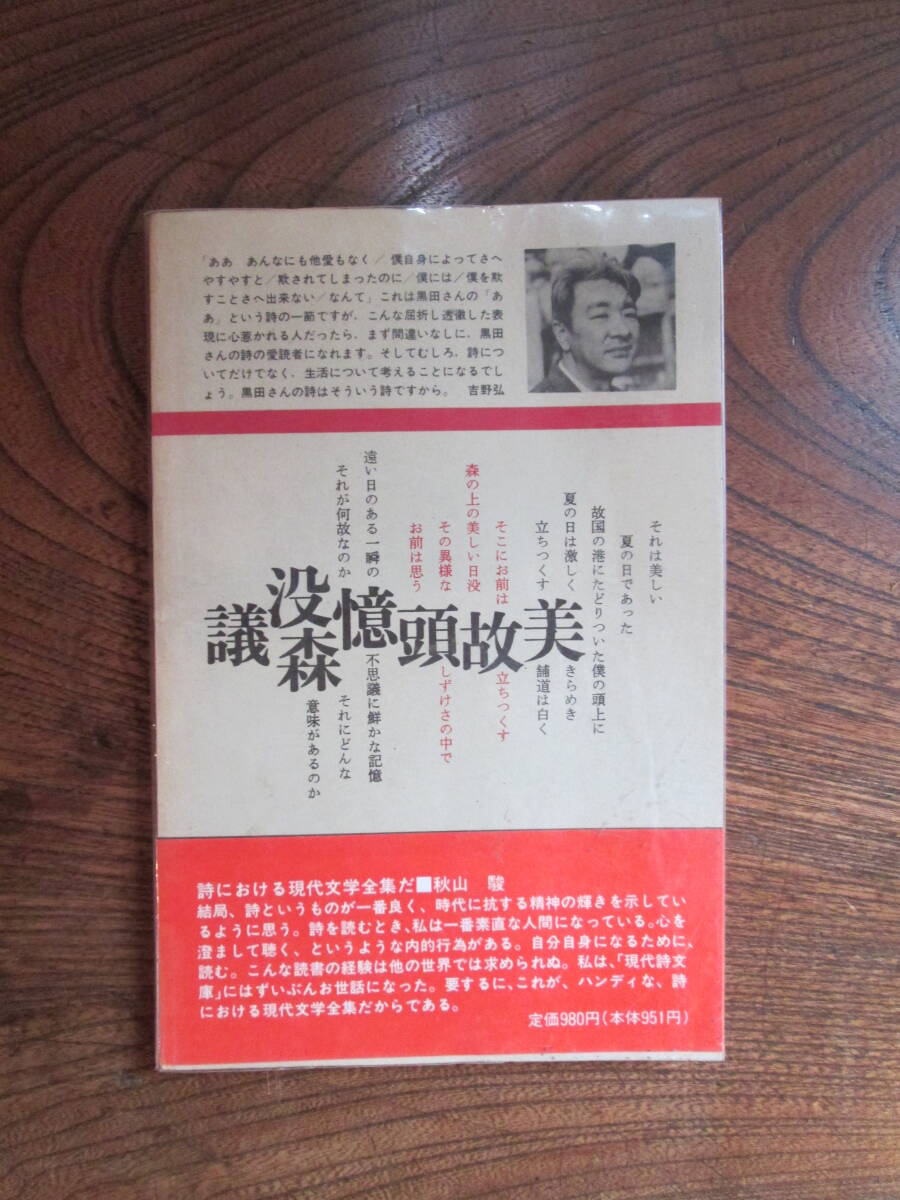 「ああ　あんなにも他愛もなく／僕自身によってさへ
やすやすと／欺されてしまったのに／僕には／僕を欺
すことさへ出来ない／なんて」これは黒田さんの「あ
あ」という詩の一節ですが、こんな屈折し透徹した表
現に心惹かれる人だったら、まず間違いなしに、黒田
さんの詩の愛読者になれます。そしてむしろ、詩につ
いてだけでなく、生活について考えることになるでし
ょう。黒田さんの詩はそういう詩ですから。　吉野弘
それは美しい
夏の日であった
故国の港にたどりついた僕の頭上に
夏の日は激しく　きらめき
立ちつくす　舗道は白く
そこにお前は　立ちつくす
森の上の美しい日没
その異様な　しずけさの中で
お前は思う
遠い日のある一瞬の　不思議に鮮かな記憶
それが何故なのか　それにどんな
意味があるのか
美
故
頭
憶
没
森
議
詩における現代文学全集だ■秋山　駿
結局、詩というものが一番良く、時代に抗する精神の輝きを示してい
るように思う。詩を読むとき、私は一番素直な人間になっている。心を
澄まして聴く、というような内的行為がある。自分自身になるために、
読む。こんな読書の経験は他の世界では求められぬ。私は、「現代詩文
庫」にはずいぶんお世話になった。要するに、これが、ハンディな、詩
における現代文学全集だからである。
定価980円（本体951円）